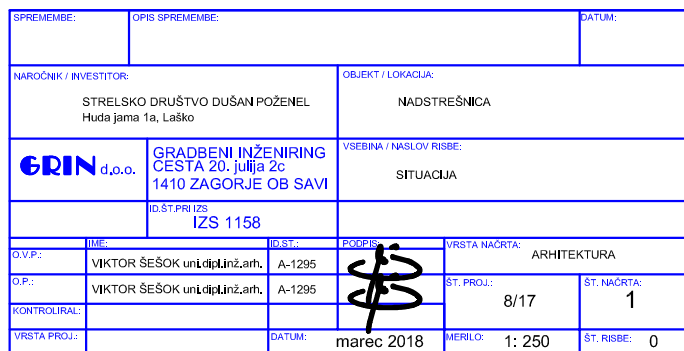 SPREMEMBE: OPIS SPREMEMBE: DATUM:
NAROČNIK / INVESTITOR: OBJEKT / LOKACIJA:
STRELSKO DRUŠTVO DUŠAN POŽENEL NADSTREŠNICA
Huda jama 1a, Laško
VSEBINA / NASLOV RISBE:
GRIN d.o.o. GRADBENI INŽENIRING
CESTA 20. julija 2c SITUACIJA
1410 ZAGORJE OB SAVI
ID.ŠT.PRI IZS
IZS 1158
IME: ID.ST.: PODPIS: VRSTA NAČRTA:
O.V.P.: VIKTOR ŠEŠOK uni.dipl.inž.arh. A-1295 ARHITEKTURA
O.P.: VIKTOR ŠEŠOK uni.dipl.inž.arh. A-1295 ŠT. PROJ.: ŠT. NAČRTA:
8/17 1
KONTROLIRAL:
VRSTA PROJ.: DATUM: marec 2018 MERILO: 1: 250 ŠT. RISBE: 0